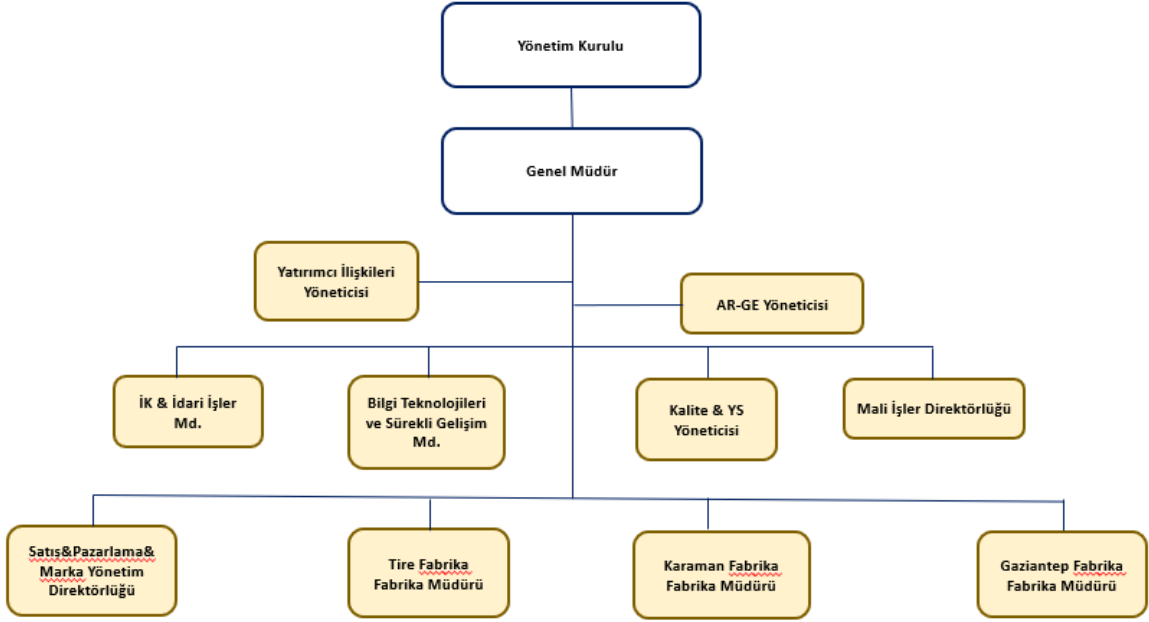 Yönetim Kurulu
Genel Müdür
Yatırımcı İlişkileri
Yöneticisi
AR-GE Yöneticisi
İK & İdari İşler
Md.
Bilgi Teknolojileri
ve Sürekli Gelişim
Md.
Kalite & YS
Yöneticisi
Mali İşler Direktörlüğü
Satış&Pazarlama&
Marka Yönetim
Direktörlüğü
Tire Fabrika
Fabrika Müdürü
Karaman Fabrika
Fabrika Müdürü
Gaziantep Fabrika
Fabrika Müdürü